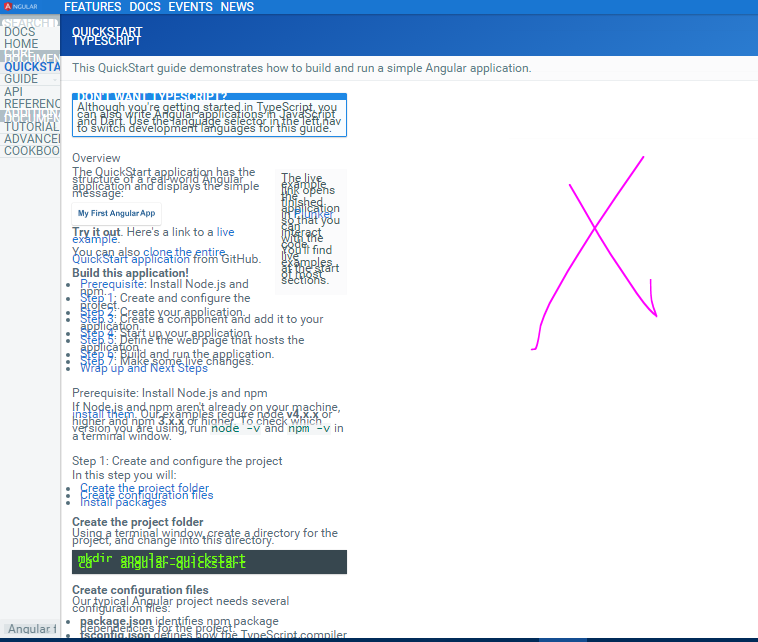 ANGULAR
FEATURES DOCS EVENTS NEWS
SEARCH
DOCS
HOME
CORE
DOCUMEN
QUICKSTA
GUIDE
API
REFERENC
DOCUMEN
TUTORIAL
ADVANCE
COOKBOO
Angular f
QUICKSTART
TYPESCRIPT
This QuickStart guide demonstrates how to build and run a simple Angular application.
DON'T WANT TYPESCRIPT?
Although you're getting started in TypeScript, you
can also write Angular applications in JavaScript
and Dart. Use the language selector in the left nav
to switch development languages for this guide.
Overview
The QuickStart application has the
structure of a real-world Angular
application and displays the simple
message:
My First Angular App
Try it out. Here's a link to a live
example.
You can also clone the entire
QuickStart application from GitHub.
The live
example
link opens
the
finished
application
in Plunker
so that you
can
interact
with the
code.
You'll find
live
examples
at the start
of most
sections.
Build this application!
Prerequisite: Install Node.js and
npm.
Step 1: Create and configure the
project.
Step 2: Create your application.
Step 3: Create a component and add it to your
application.
Step 4: Start up your application.
Step 5: Define the web page that hosts the
application.
Step 6: Build and run the application.
Step 7: Make some live changes.
Wrap up and Next Steps
Prerequisite: Install Node.js and npm
If Node.js and npm aren't already on your machine,
install them. Our examples require node v4.x.x or
higher and npm 3.x.x or higher. To check which
version you are using, run node -v and npm -v in
a terminal window.
Step 1: Create and configure the project
In this step you will:
Create the project folder
Create configuration files
Install packages
Create the project folder
Using a terminal window, create a directory for the
project, and change into this directory.
mkdir angular-quickstart
cd angular-quickstart
Create configuration files
Our typical Angular project needs several
configuration files:
package.json identifies npm package
dependencies for the project.
tsconfig.json defines how the TypeScript compiler